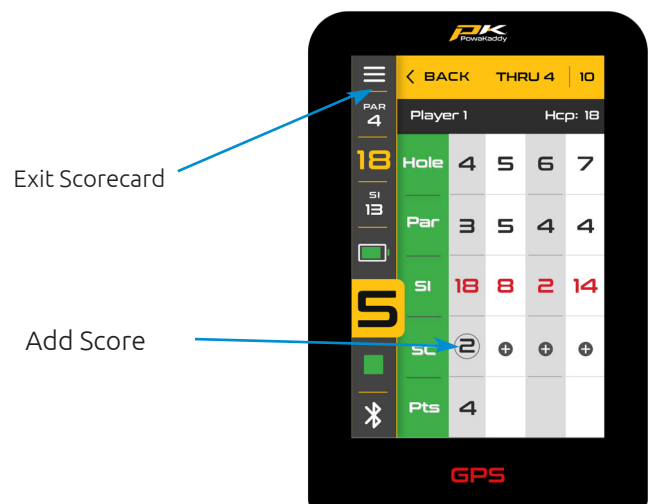 PK
PowaKaddy
BACK THRU 4 10
PAR
4
Player 1 Hcp: 18
18
Hole 4 5 6 7
Exit Scorecard
SI
13
Par 3 5 4 4
SI 18 8 2 14
S
Add Score
SC 2 + + +
Pts 4
GPS